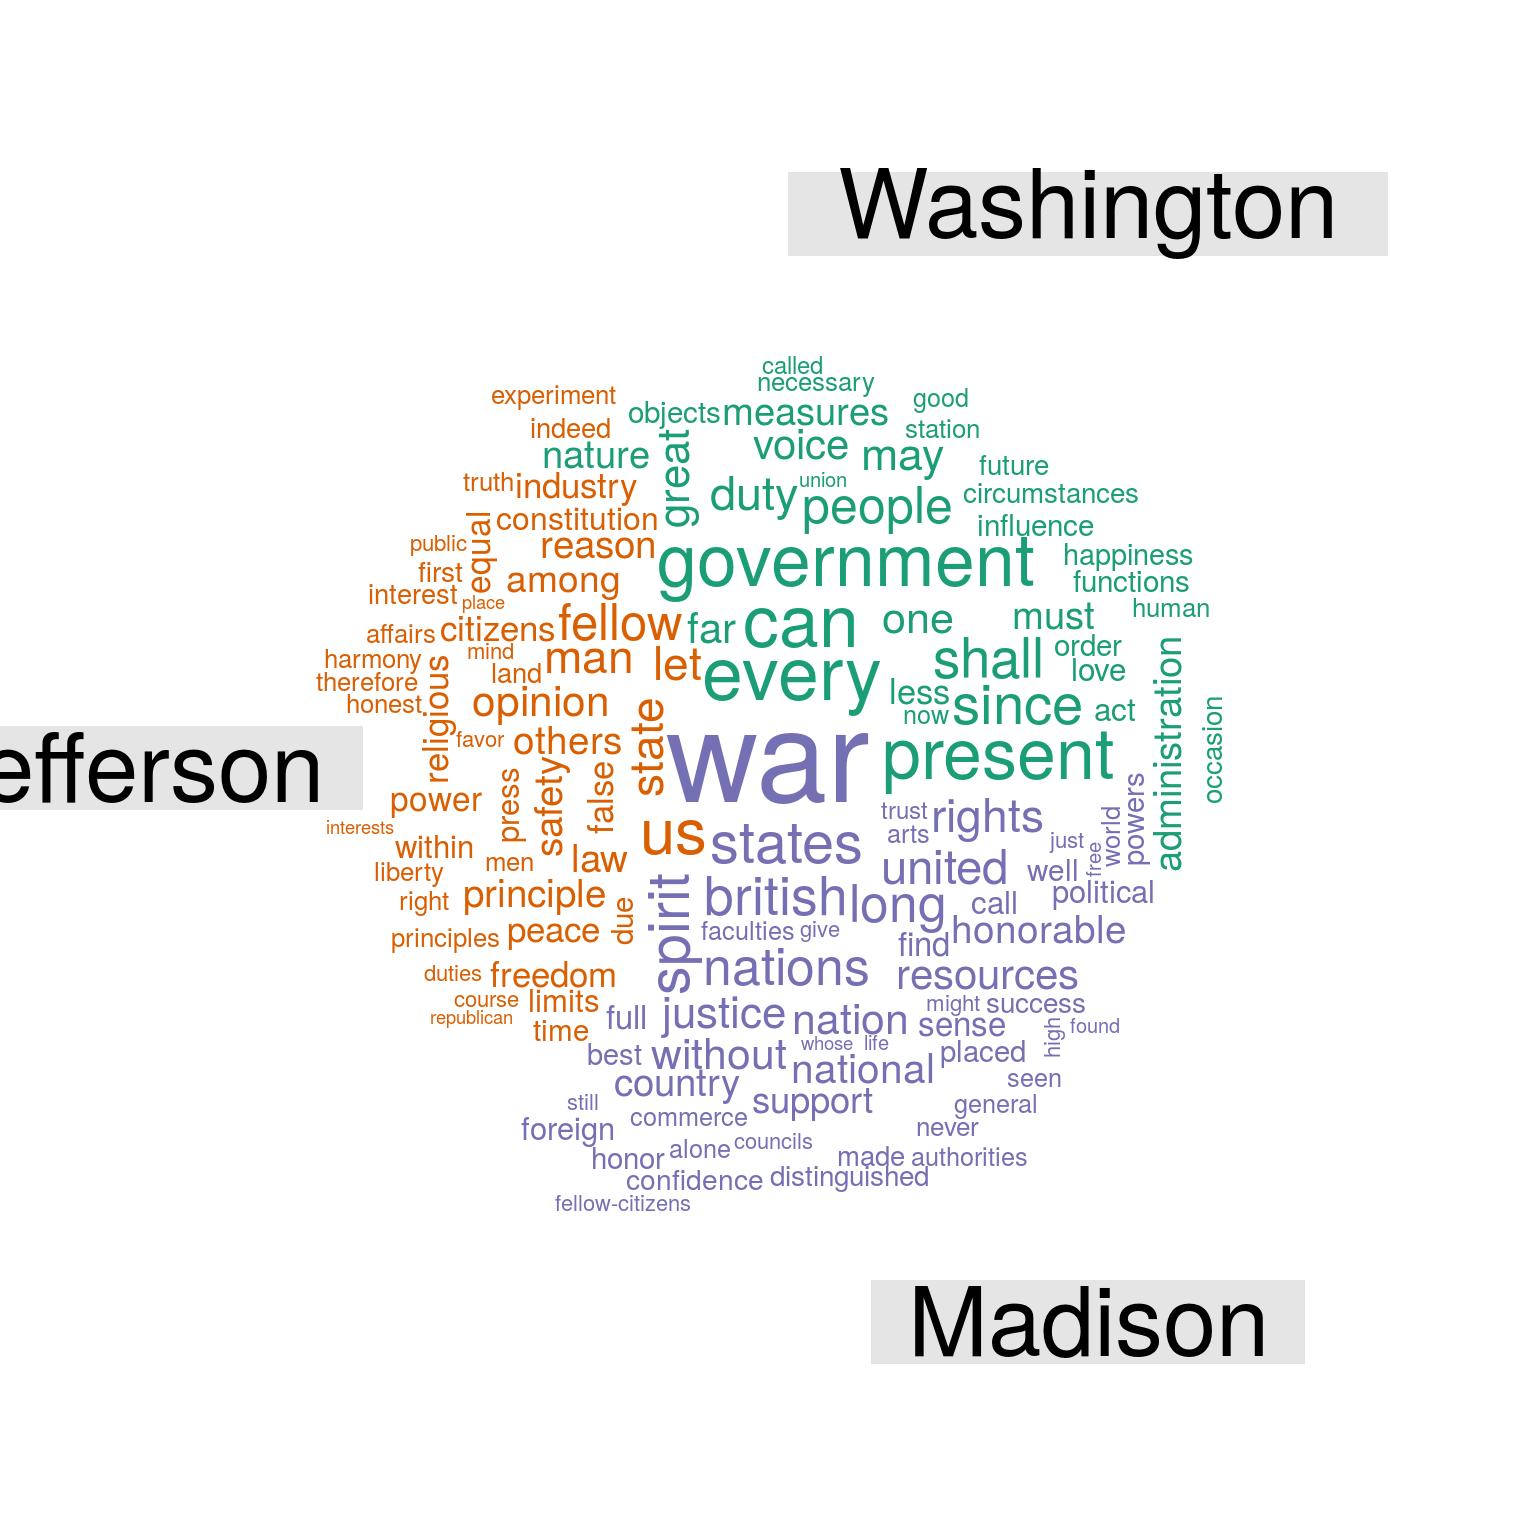 Washington
called
necessary
experiment
good
objects
measures
indeed
station
voice
nature
great
may
future
truth
industry
union
duty
circumstances
people
constitution
influence
equal
public
reason
government
happiness
first
among
functions
interest
place
human
fellow
can
one
must
far
citizens
affairs
order
mind
harmony
man
let
every
shall
love
land
therefore
religious
less
administration
honest
opinion
now
since
act
favor
others
state
occasion
efferson
war
present
power
press
safety
false
trust
rights
powers
interests
us
arts
world
just
within
states
free
men
law
united
well
liberty
political
right
principle
british
long
call
due
spirit
principles
peace
faculties
give
honorable
find
duties
freedom
nations
resources
course
limits
might
success
republican
full
justice
nation
sense
found
time
high
best
without
whose
life
placed
country
national
seen
still
support
general
commerce
foreign
never
councils
honor
alone
made
authorities
confidence
distinguished
fellow-citizens
Madison